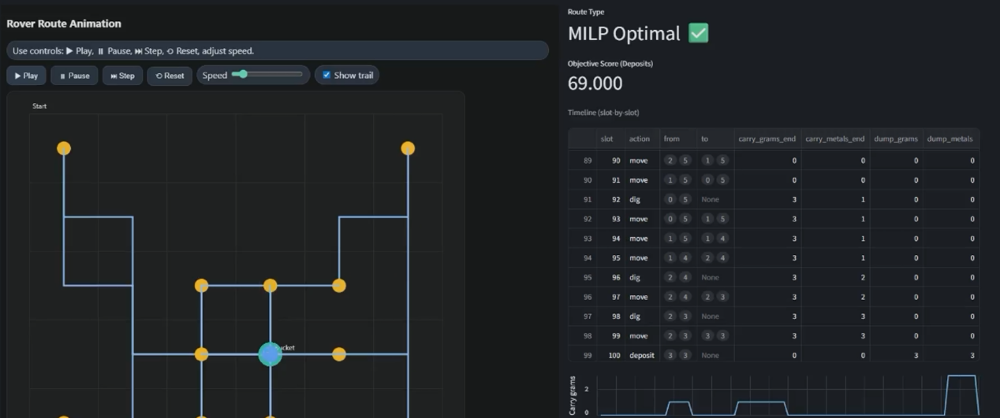 Rover Route Animation
Use controls: ▶ Play, ⏸ Pause, ⏭ Step, ⟲ Reset, adjust speed.
▶ Play ⏸ Pause ⏭ Step ⟲ Reset Speed Show trail
Start
ucket
Route Type
MILP Optimal ✅
Objective Score (Deposits)
69.000
Timeline (slot-by-slot)
slot action from to carry_grams_end carry_metals_end dump_grams dump_metals
89 90 move 2 5 1 5 0 0 0 0
90 91 move 1 5 0 5 0 0 0 0
91 92 dig 0 5 None 3 1 0 0
92 93 move 0 5 1 5 3 1 0 0
93 94 move 1 5 1 4 3 1 0 0
94 95 move 1 4 2 4 3 1 0 0
95 96 dig 2 4 None 3 2 0 0
96 97 move 2 4 2 3 3 2 0 0
97 98 dig 2 3 None 3 3 0 0
98 99 move 2 3 3 3 3 3 0 0
99 100 deposit 3 3 None 0 0 3 3
Carry grams
2
0